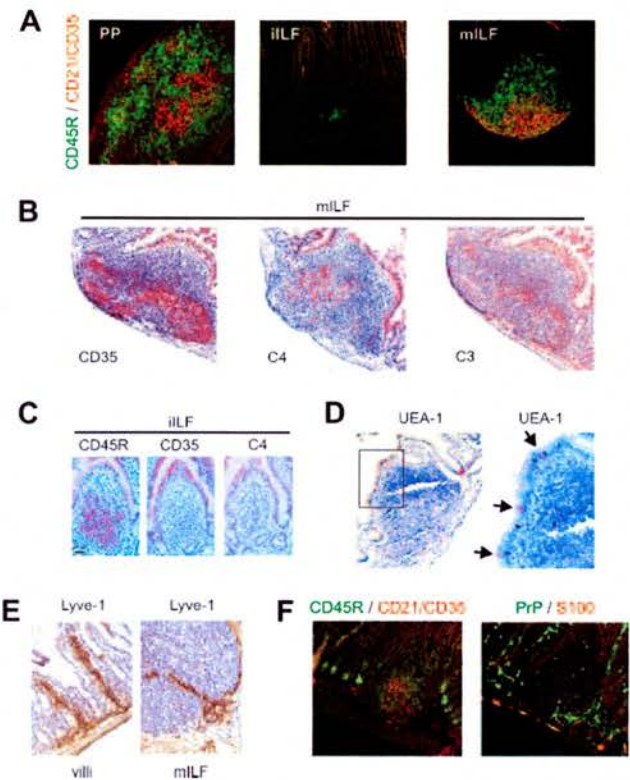 A
CD45R / CD21/CD35
PP
iILF
mILF
B
mILF
CD35
C4
C3
C
iILF
CD45R
CD35
C4
D
UEA-1
UEA-1
E
Lyve-1
Lyve-1
villi
mILF
F
CD45R / CD21/CD35
PrP / S100